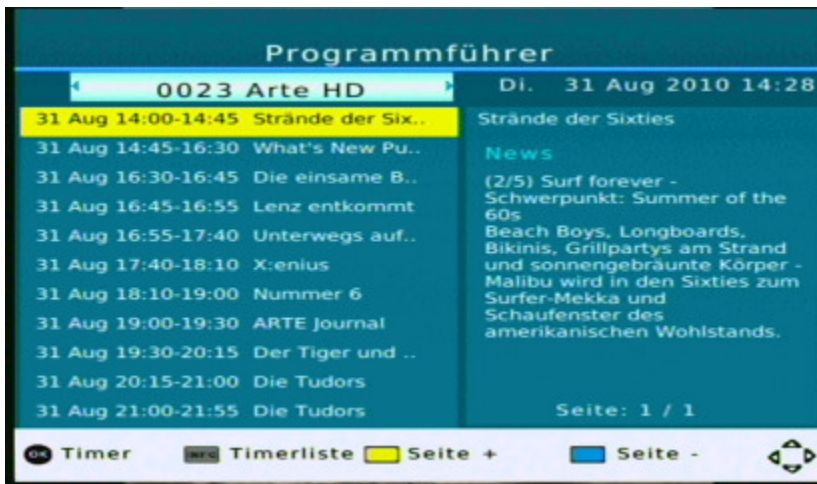 Programmführer
0023 Arte HD
Di. 31 Aug 2010 14:28
31 Aug 14:00-14:45 Strände der Six..
31 Aug 14:45-16:30 What's New Pu..
31 Aug 16:30-16:45 Die einsame B..
31 Aug 16:45-16:55 Lenz entkommt
31 Aug 16:55-17:40 Unterwegs auf..
31 Aug 17:40-18:10 X:enius
31 Aug 18:10-19:00 Nummer 6
31 Aug 19:00-19:30 ARTE Journal
31 Aug 19:30-20:15 Der Tiger und ..
31 Aug 20:15-21:00 Die Tudors
31 Aug 21:00-21:55 Die Tudors
Strände der Sixties
News
(2/5) Surf forever -
Schwerpunkt: Summer of the
60s
Beach Boys, Longboards,
Bikinis, Grillpartys am Strand
und sonnengebräunte Körper -
Malibu wird in den Sixties zum
Surfer-Mekka und
Schaufenster des
amerikanischen Wohlstands.
Seite: 1 / 1
OK Timer Timerliste Seite + Seite -